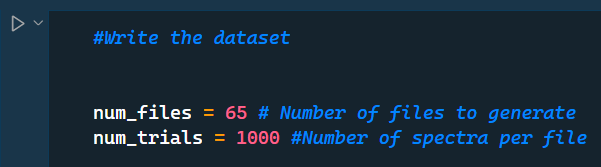 #Write the dataset
num_files = 65 # Number of files to generate
num_trials = 1000 #Number of spectra per file